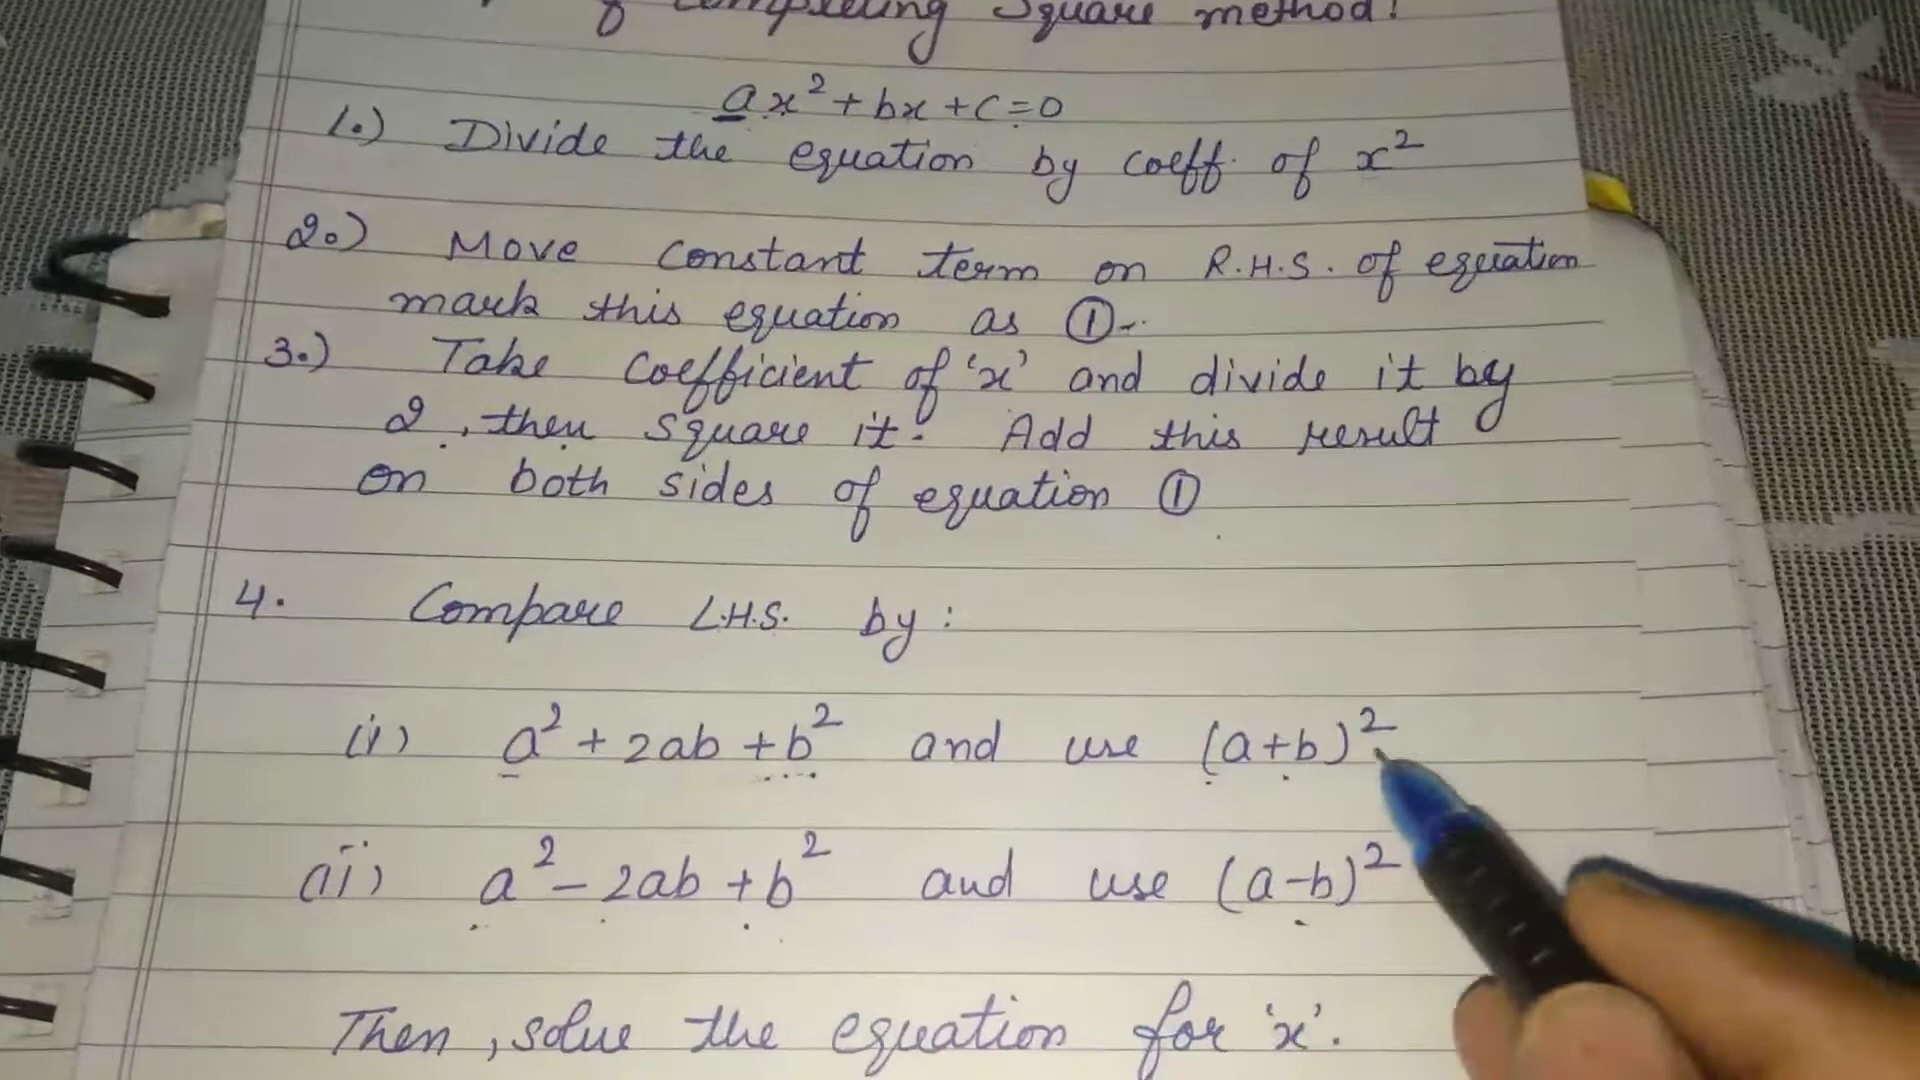 of Completing Square method!
ax² + bx + c = 0
1.) Divide the equation by coeff. of x²
2.) Move constant term on R.H.S. of equation
mark this equation as ①
3.) Take coefficient of 'x' and divide it by
2, then square it. Add this result
on both sides of equation ①
4. Compare L.H.S. by:
(i) a² + 2ab + b² and use (a+b)²
(ii) a² - 2ab + b² and use (a-b)²
Then, solve the equation for 'x'.